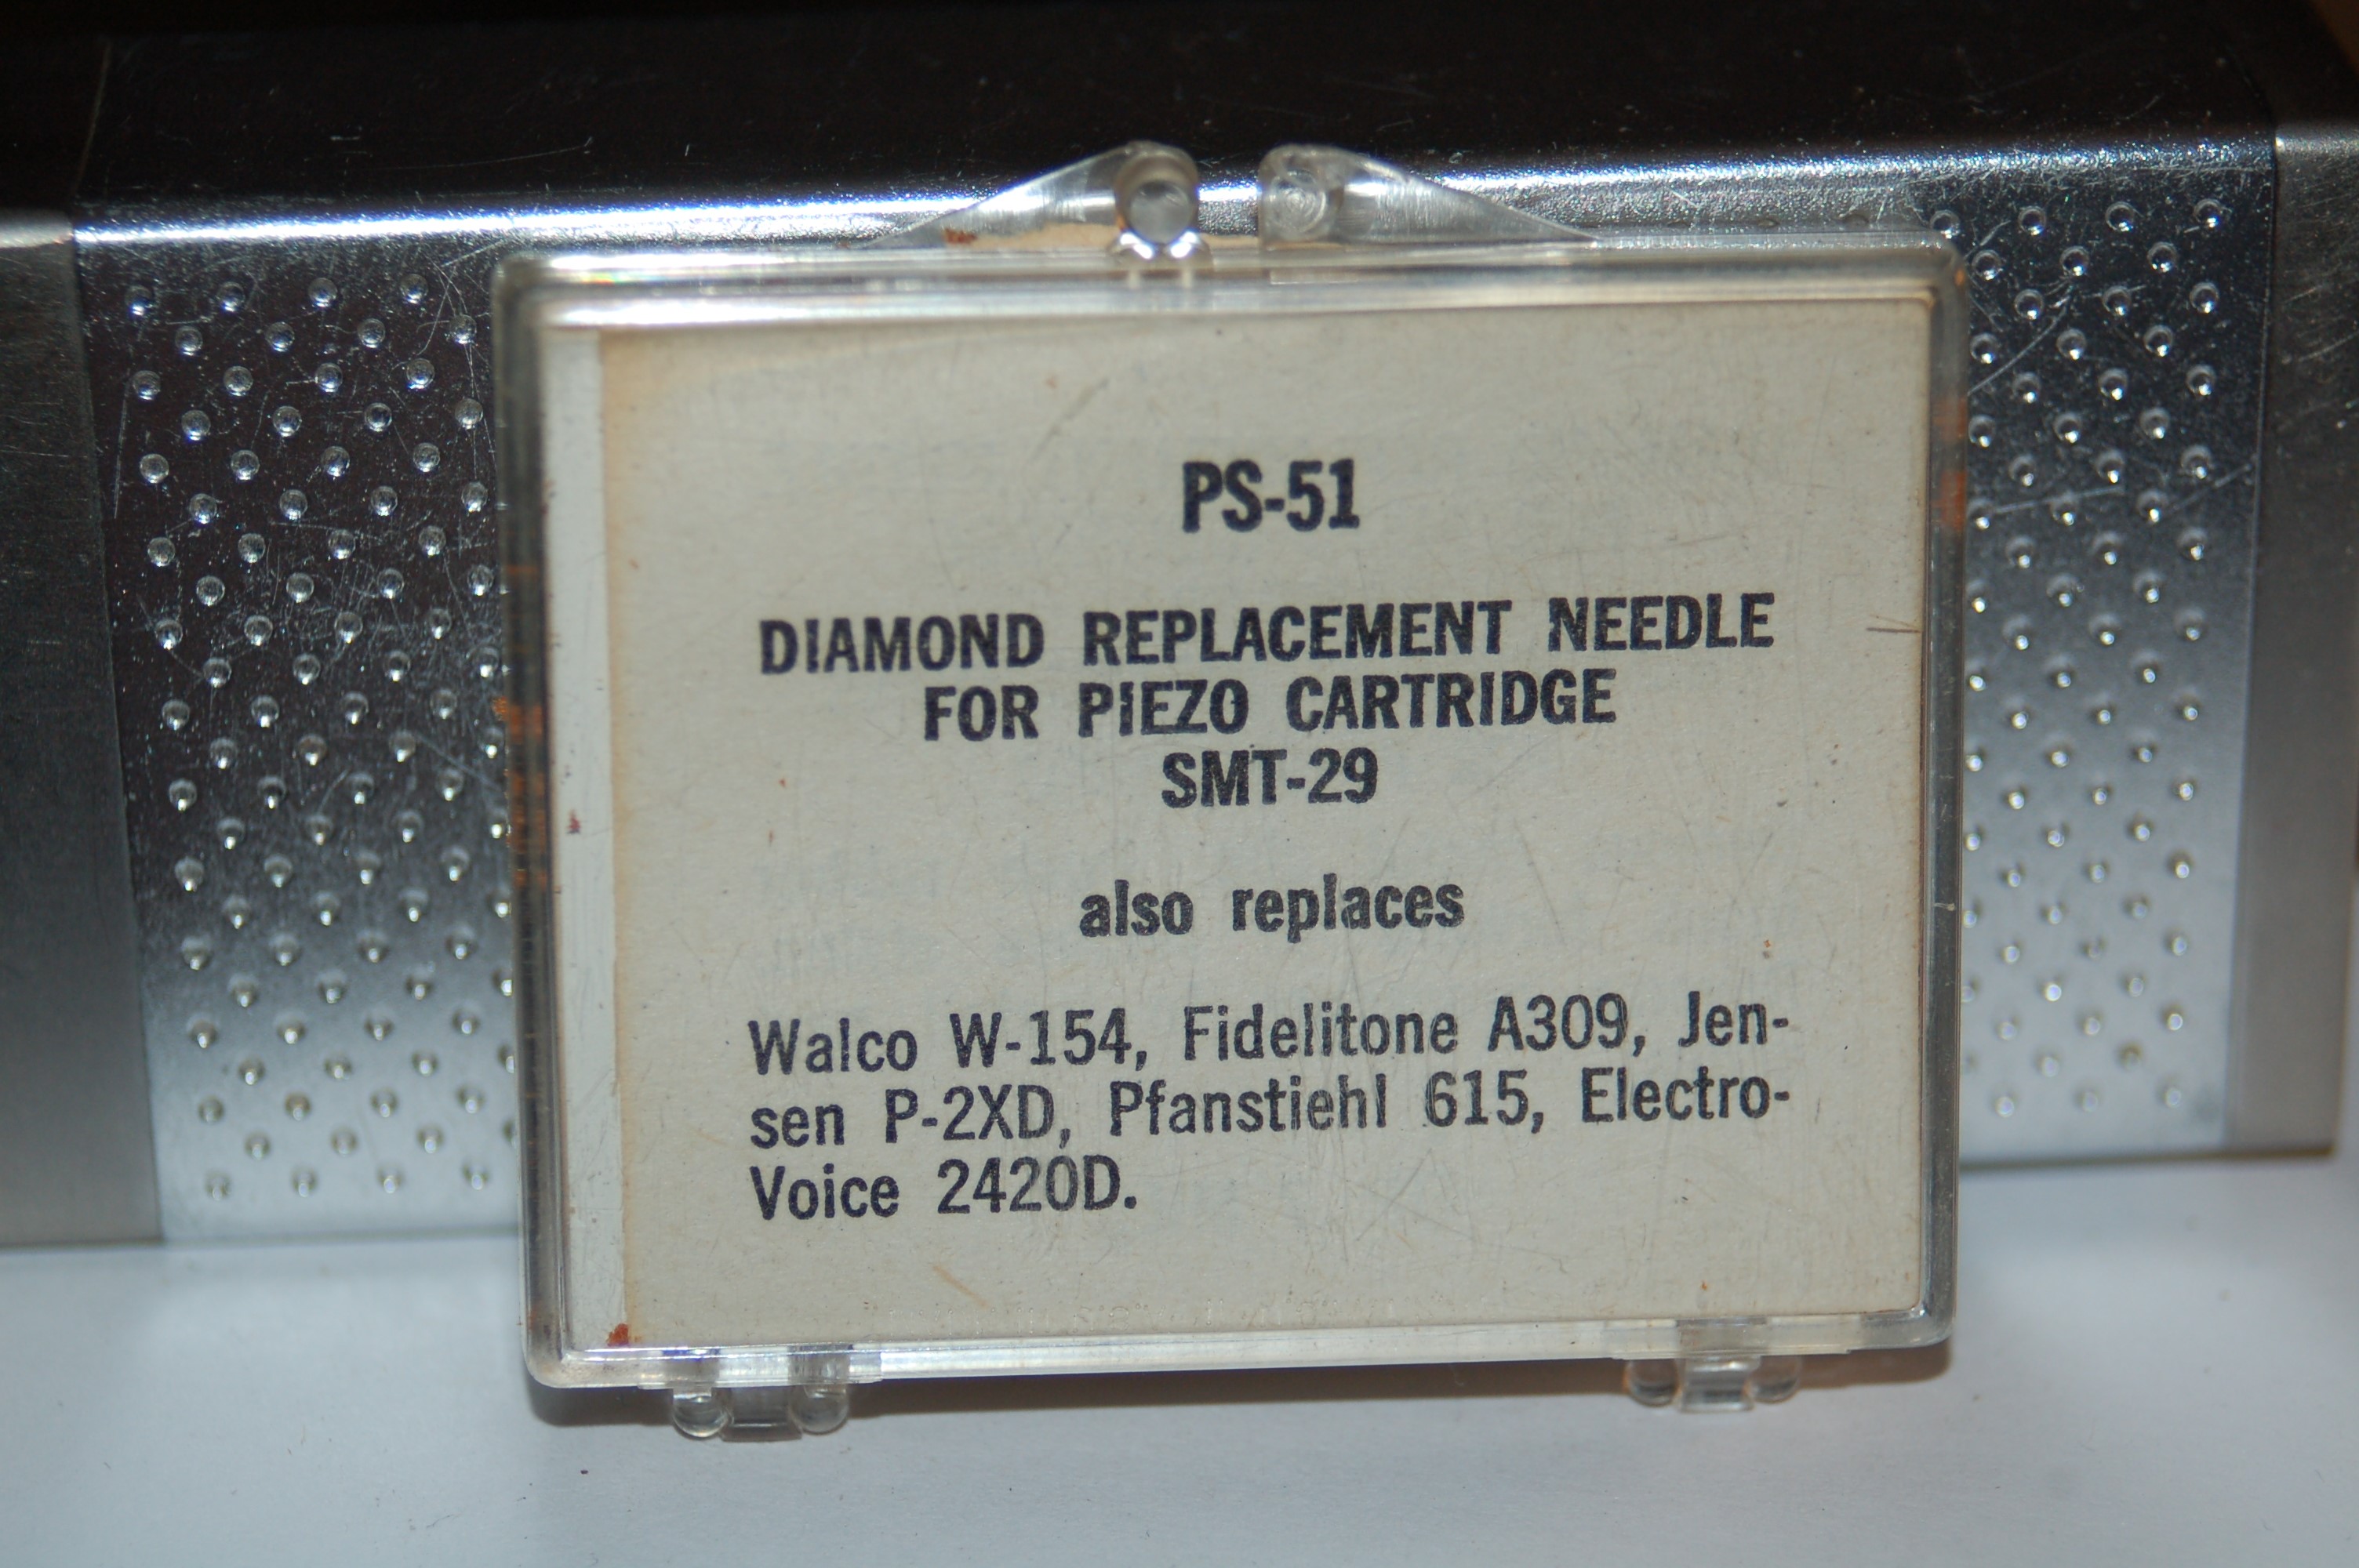 PS-51
DIAMOND REPLACEMENT NEEDLE
FOR PIEZO CARTRIDGE
SMT-29
also replaces
Walco W-154, Fidelitone A309, Jen-
sen P-2XD, Pfanstiehl 615, Electro-
Voice 2420D.